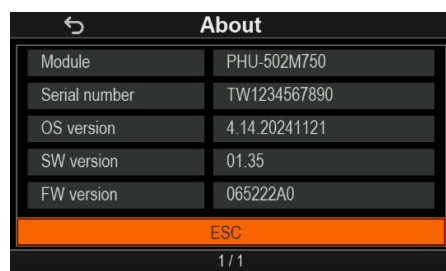 About
Module PHU-502M750
Serial number TW1234567890
OS version 4.14.20241121
SW version 01.35
FW version 065222A0
ESC
1 / 1